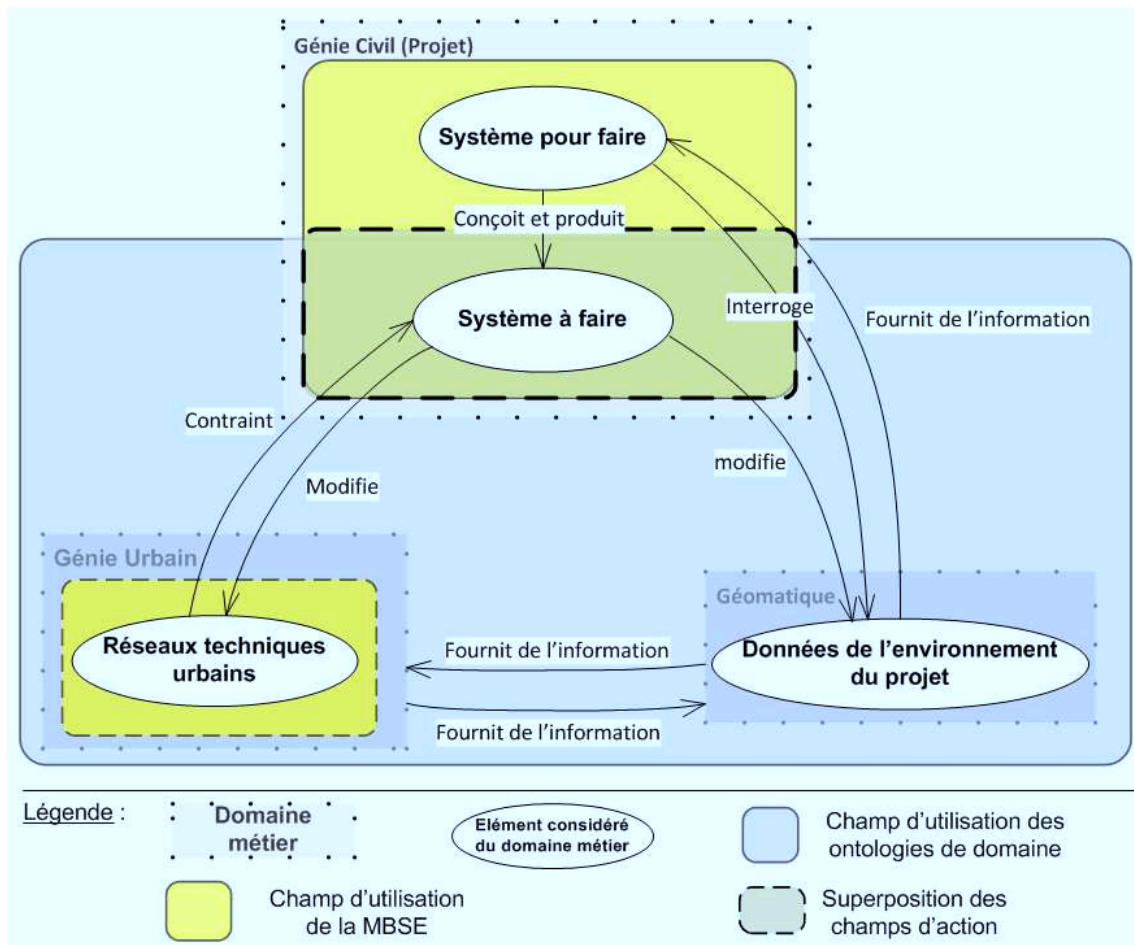 Génie Civil (Projet)
Système pour faire
Conçoit et produit
Système à faire
Interroge
Fournit de l'information
Contraint
Modifie
modifie
Génie Urbain
Réseaux techniques
urbains
Géomatique
Données de l'environnement
du projet
Fournit de l'information
Fournit de l'information
Légende :
Domaine
métier
Elément considéré
du domaine métier
Champ d'utilisation des
ontologies de domaine
Champ d'utilisation
de la MBSE
Superposition des
champs d'action